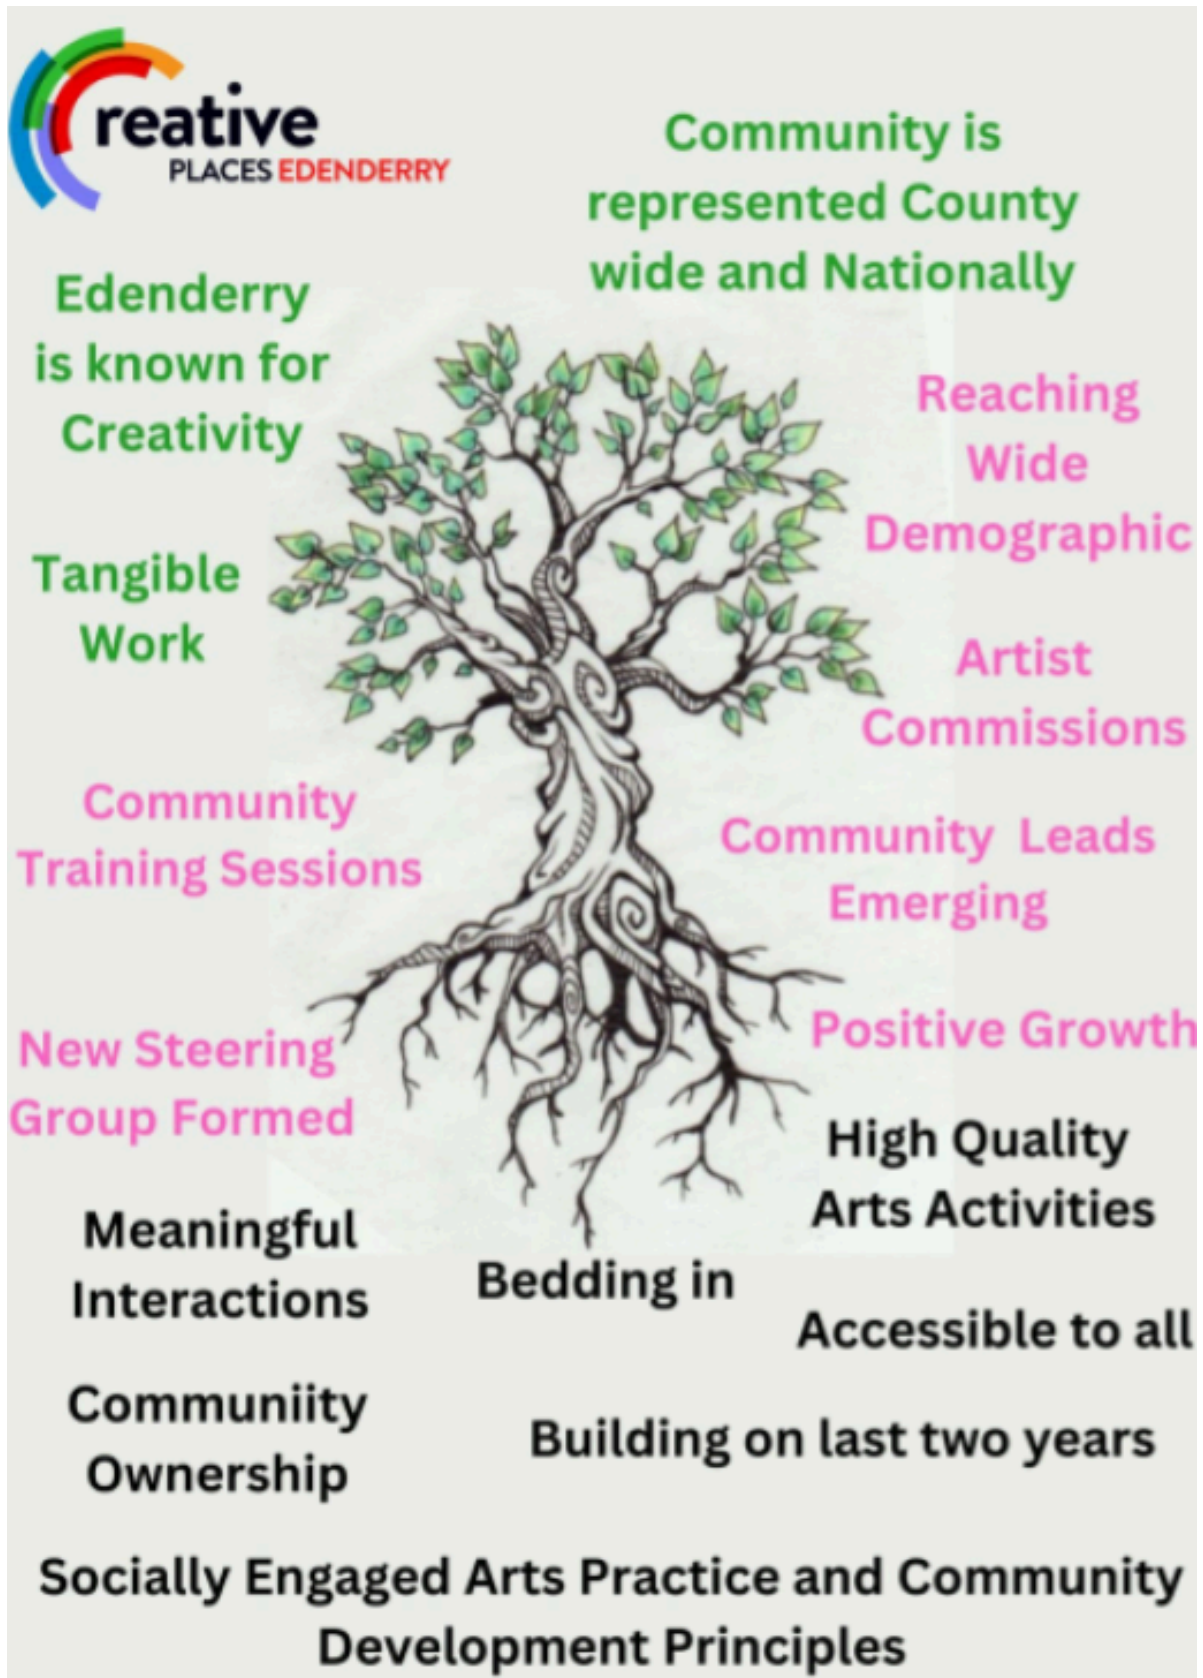 Creative
PLACES EDENDERRY
Community is
represented County
wide and Nationally
Edenderry
is known for
Creativity
Reaching
Wide
Demographic
Tangible
Work
Artist
Commissions
Community
Training Sessions
Community Leads
Emerging
New Steering
Group Formed
Positive Growth
High Quality
Arts Activities
Meaningful
Interactions
Bedding in
Accessible to all
Communiity
Ownership
Building on last two years
Socially Engaged Arts Practice and Community
Development Principles